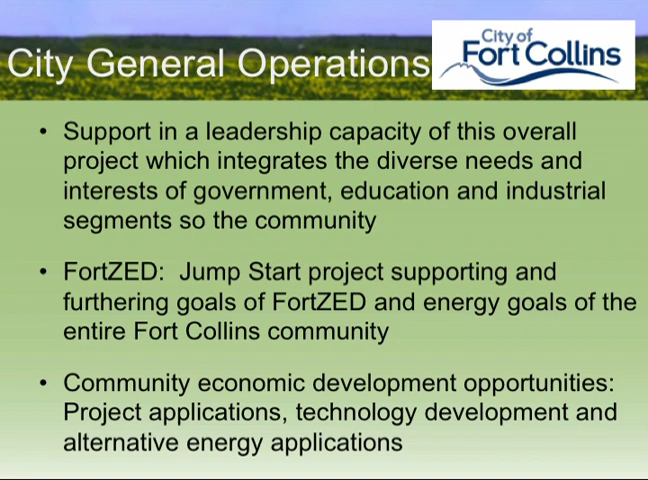 City General Operations
City of
Fort Collins
• Support in a leadership capacity of this overall
project which integrates the diverse needs and
interests of government, education and industrial
segments so the community
• FortZED:  Jump Start project supporting and
furthering goals of FortZED and energy goals of the
entire Fort Collins community
• Community economic development opportunities:
Project applications, technology development and
alternative energy applications